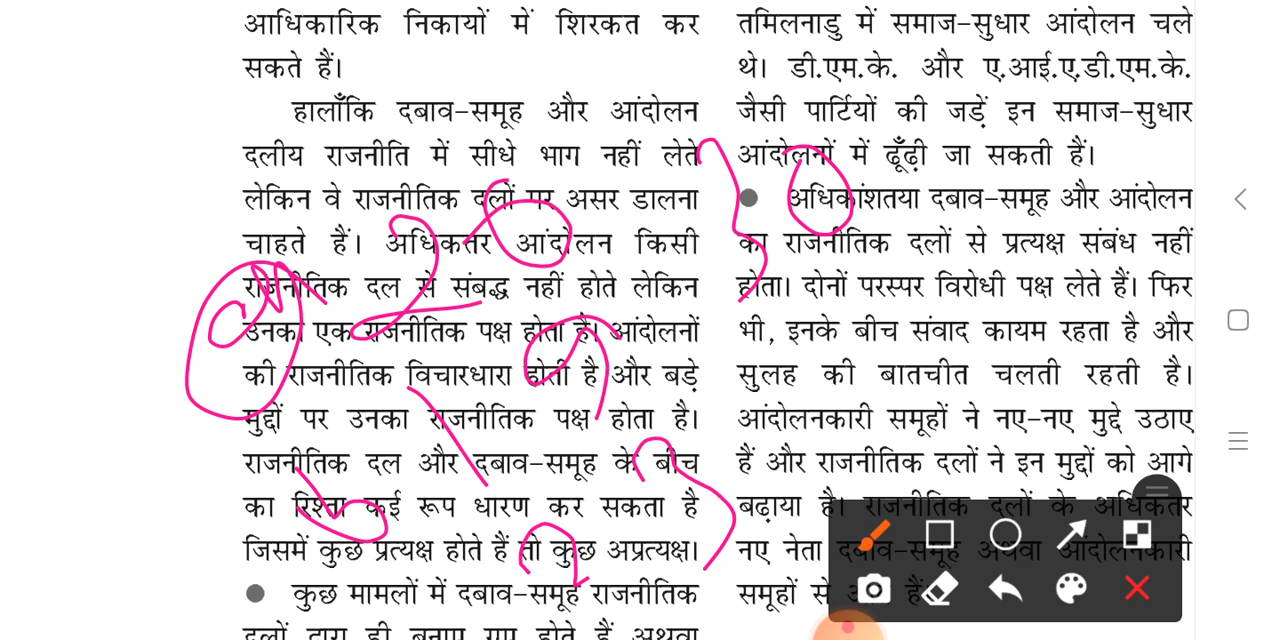 आधिकारिक निकायों में शिरकत कर
सकते हैं।
हालाँकि दबाव-समूह और आंदोलन
दलीय राजनीति में सीधे भाग नहीं लेते
लेकिन वे राजनीतिक दलों पर असर डालना
चाहते हैं। अधिकतर आंदोलन किसी
राजनीतिक दल से संबद्ध नहीं होते लेकिन
उनका एक राजनीतिक पक्ष होता है। आंदोलनों
की राजनीतिक विचारधारा होती है और बड़े
मुद्दों पर उनका राजनीतिक पक्ष होता है।
राजनीतिक दल और दबाव-समूह के बीच
का रिश्ता कई रूप धारण कर सकता है
जिसमें कुछ प्रत्यक्ष होते हैं तो कुछ अप्रत्यक्ष।
● कुछ मामलों में दबाव-समूह राजनीतिक
दलों द्वारा ही बनाए गए होते हैं अथवा
तमिलनाडु में समाज-सुधार आंदोलन चले
थे। डी.एम.के. और ए.आई.ए.डी.एम.के.
जैसी पार्टियों की जड़ें इन समाज-सुधार
आंदोलनों में ढूँढ़ी जा सकती हैं।
● अधिकांशतया दबाव-समूह और आंदोलन
का राजनीतिक दलों से प्रत्यक्ष संबंध नहीं
होता। दोनों परस्पर विरोधी पक्ष लेते हैं। फिर
भी, इनके बीच संवाद कायम रहता है और
सुलह की बातचीत चलती रहती है।
आंदोलनकारी समूहों ने नए-नए मुद्दे उठाए
हैं और राजनीतिक दलों ने इन मुद्दों को आगे
बढ़ाया है। राजनीतिक दलों के अधिकतर
नए नेता दबाव-समूह अथवा आंदोलनकारी
समूहों से हैं